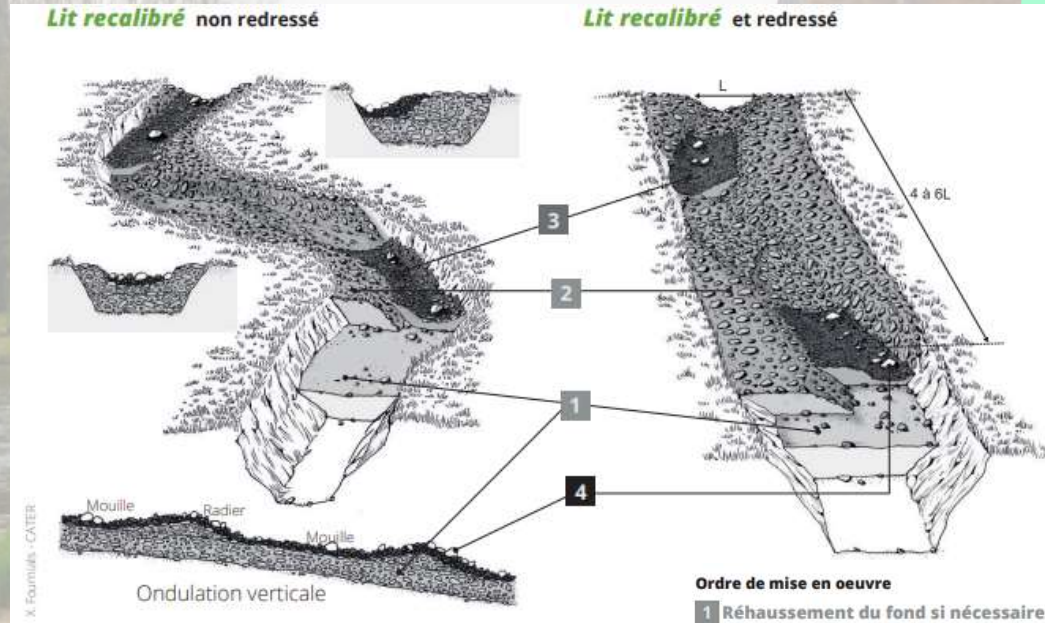 Lit recalibré non redressé
Lit recalibré et redressé
L
4 à 6L
3
2
1
4
Mouille
Radier
Mouille
Ondulation verticale
X. Fournials - CATER
Ordre de mise en oeuvre
1 Réhaussement du fond si nécessaire